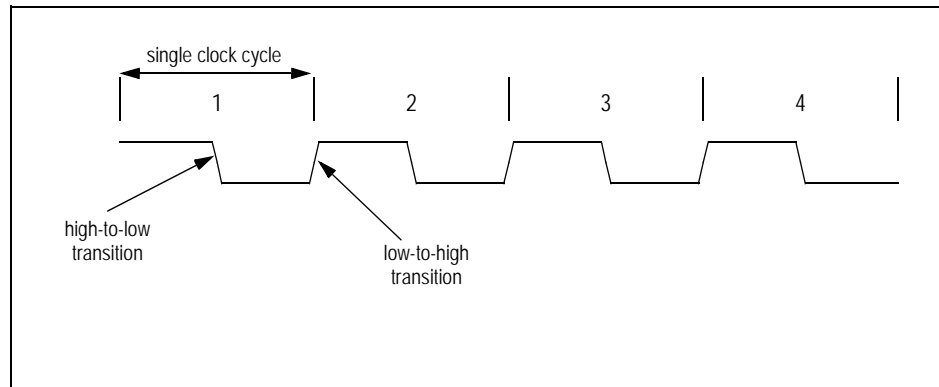 single clock cycle
1 2 3 4
high-to-low
transition
low-to-high
transition